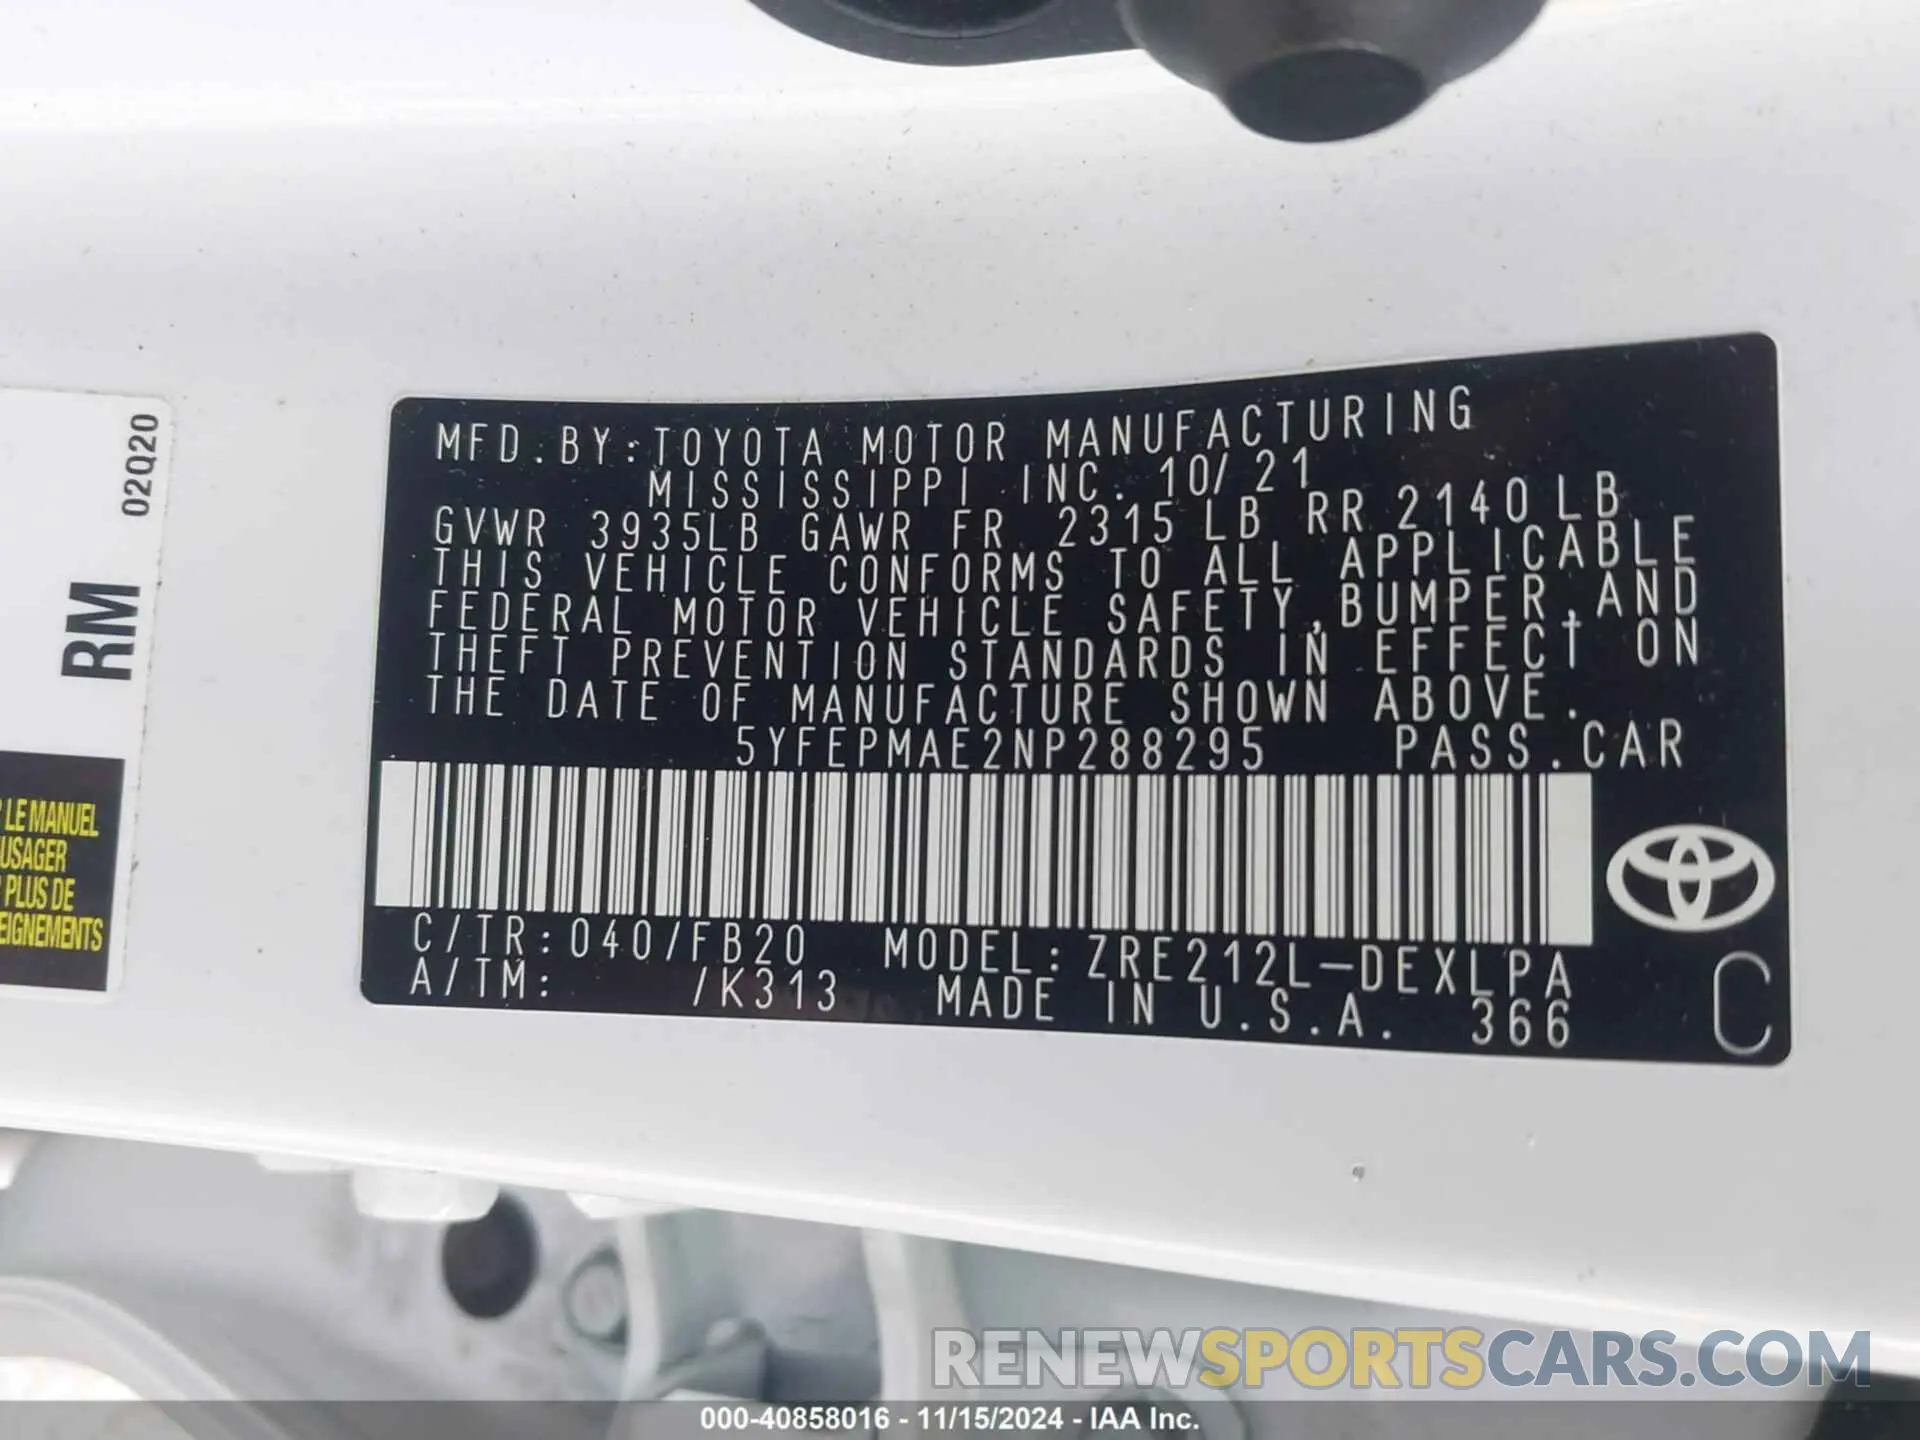 02Q20
RM
LE MANUEL
USAGER
PLUS DE
EIGNEMENTS
MFD.BY:TOYOTA MOTOR MANUFACTURING
MISSISSIPPI INC. 10/21
GVWR 3935LB GAWR FR 2315LB RR 2140LB
THIS VEHICLE CONFORMS TO ALL APPLICABLE
FEDERAL MOTOR VEHICLE SAFETY,BUMPER,AND
THEFT PREVENTION STANDARDS IN EFFECT ON
THE DATE OF MANUFACTURE SHOWN ABOVE.
5YFEPMAE2NP288295 PASS.CAR
C/TR:040/FB20 MODEL:ZRE212L-DEXLPA
A/TM: /K313 MADE IN U.S.A. 366
C
RENEWSPORTSCARS.COM
000-40858016 - 11/15/2024 - IAA Inc.